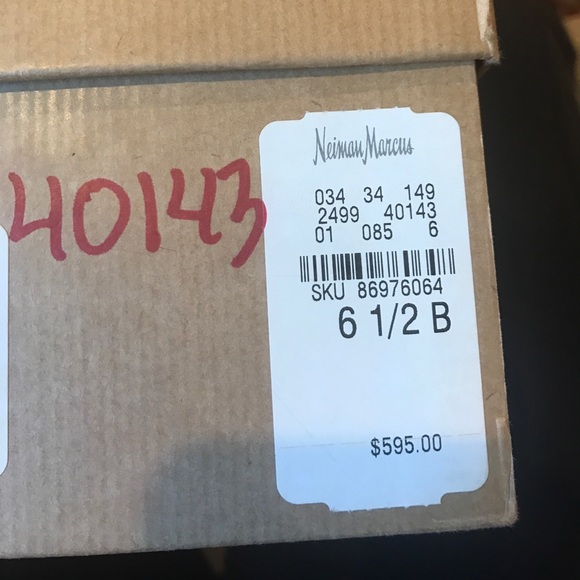 40143
Neiman Marcus
034 34 149
2499 40143
01 085 6
SKU 86976064
6 1/2 B
$595.00